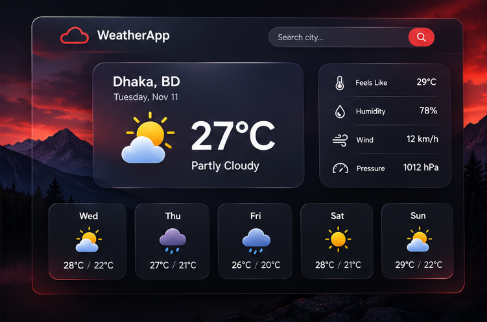 WeatherApp
Search city...
Dhaka, BD
Tuesday, Nov 11
27°C
Partly Cloudy
Feels Like 29°C
Humidity 78%
Wind 12 km/h
Pressure 1012 hPa
Wed Thu Fri Sat Sun
28°C / 22°C 27°C / 21°C 26°C / 20°C 28°C / 21°C 29°C / 22°C